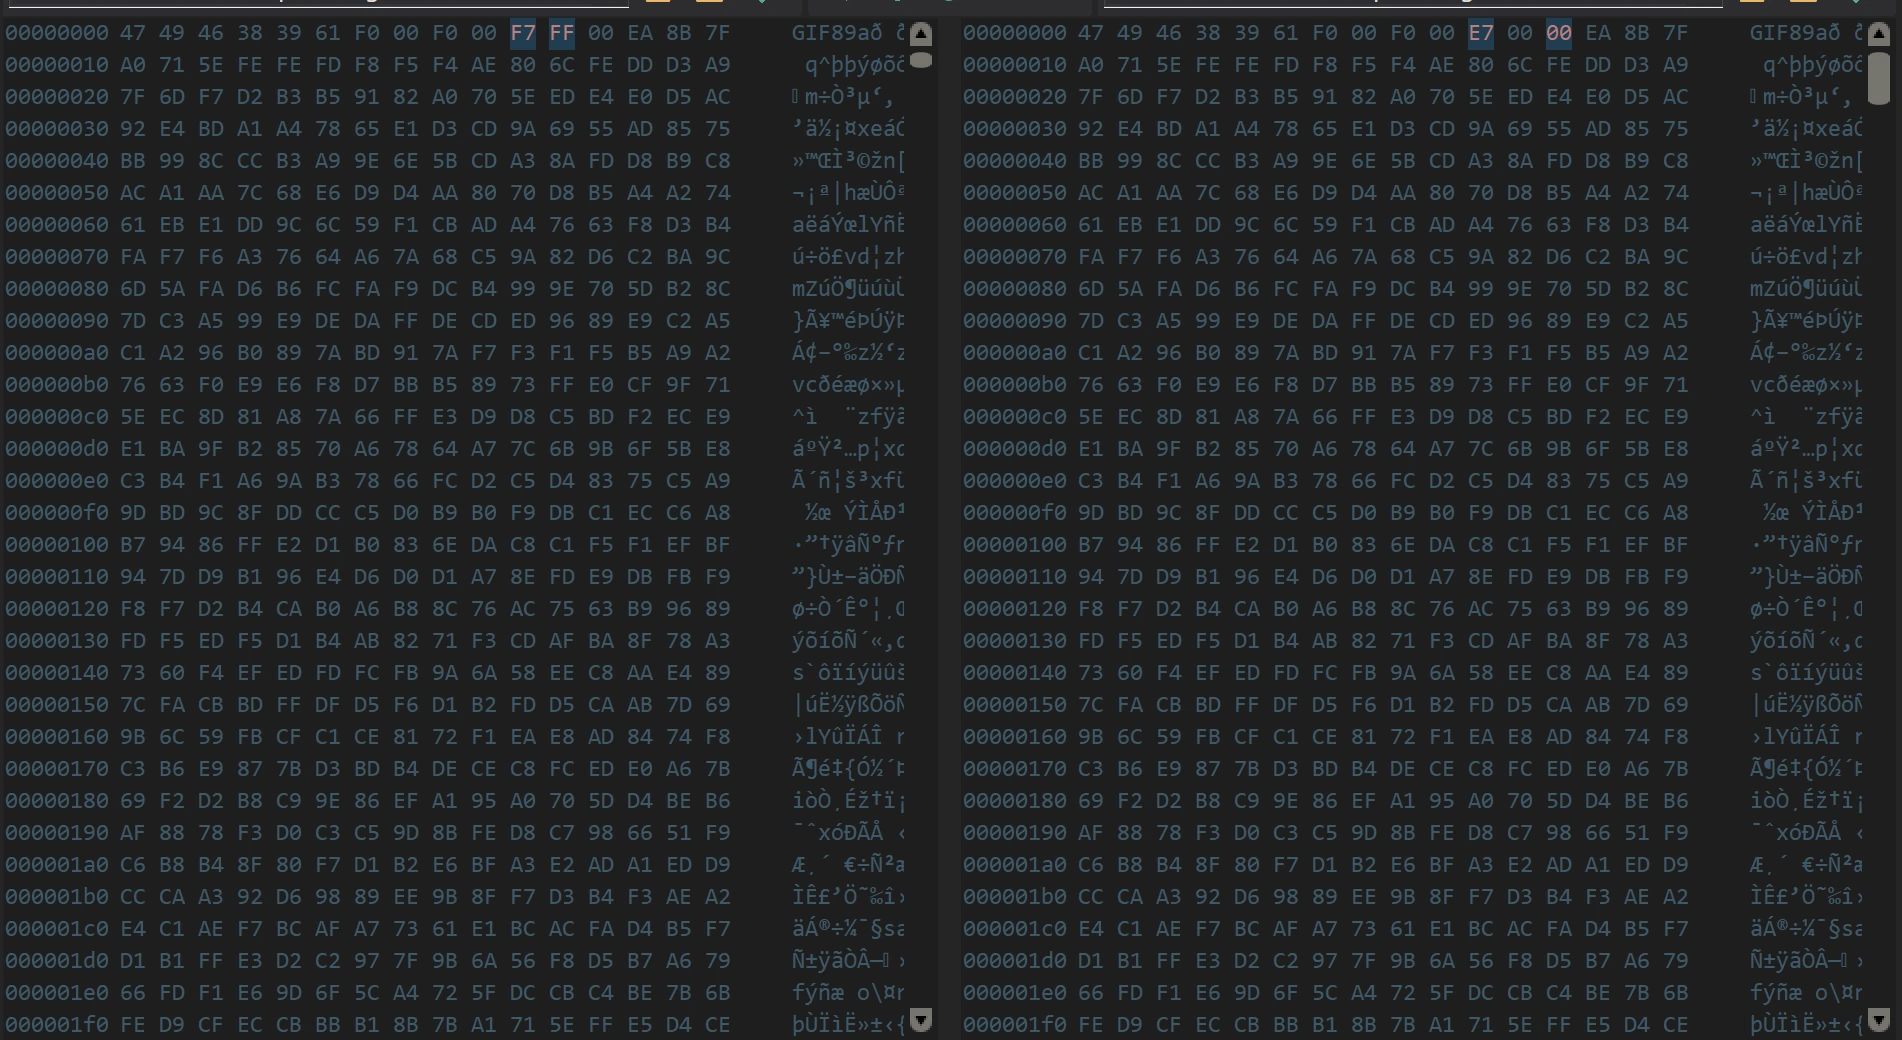 00000000 47 49 46 38 39 61 F0 00 F0 00 F7 FF 00 EA 8B 7F GIF89að
00000010 A0 71 5E FE FE FE FD F8 F5 F4 AE 80 6C FE DD D3 A9 q^þþýøõ
00000020 7F 6D F7 D2 B3 B5 91 82 A0 70 5E ED E4 E0 D5 AC m÷Ò³µ‘‚
00000030 92 E4 BD A1 A4 78 65 E1 D3 CD 9A 69 55 AD 85 75 ’ä½¡¤xeá
00000040 BB 99 8C CC B3 A9 9E 6E 5B CD A3 8A FD D8 B9 C8 »™ŒÌ³©žn[
00000050 AC A1 AA 7C 68 E6 D9 D4 AA 80 70 D8 B5 A4 A2 74 ¬¡ª|hæÙÔª
00000060 61 EB E1 DD 9C 6C 59 F1 CB AD A4 76 63 F8 D3 B4 aëáÝœlYñË
00000070 FA F7 F6 A3 76 64 A6 7A 68 C5 9A 82 D6 C2 BA 9C ú÷ö£vd¦zh
00000080 6D 5A FA D6 B6 FC FA F9 DC B4 99 9E 70 5D B2 8C mZúÖ¶üúùÜ
00000090 7D C3 A5 99 E9 DE DA FF DE CD ED 96 89 E9 C2 A5 }Ã¥™éÞÚÿÞ
000000a0 C1 A2 96 B0 89 7A BD 91 7A F7 F3 F1 F5 B5 A9 A2 Á¢–°‰z½‘z
000000b0 76 63 F0 E9 E6 F8 D7 BB B5 89 73 FF E0 CF 9F 71 vcðéæø×»µ
000000c0 5E EC 8D 81 A8 7A 66 FF E3 D9 D8 C5 BD F2 EC E9 ^ì ¨zfÿã
000000d0 E1 BA 9F B2 85 70 A6 78 64 A7 7C 6B 9B 6F 5B E8 áºŸ²…p¦xd
000000e0 C3 B4 F1 A6 9A B3 78 66 FC D2 C5 D4 83 75 C5 A9 Ã´ñ¦š³xfü
000000f0 9D BD 9C 8F DD CC C5 D0 B9 B0 F9 DB C1 EC C6 A8 ½œ ÝÌÅÐ¹
00000100 B7 94 86 FF E2 D1 B0 83 6E DA C8 C1 F5 F1 EF BF ·”†ÿâÑ°ƒn
00000110 94 7D D9 B1 96 E4 D6 D0 D1 A7 8E FD E9 DB FB F9 ”}Ù±–äÖÐÑ
00000120 F8 F7 D2 B4 CA B0 A6 B8 8C 76 AC 75 63 B9 96 89 ø÷Ò´Ê°¦¸Œ
00000130 FD F5 ED F5 D1 B4 AB 82 71 F3 CD AF BA 8F 78 A3 ýõíõÑ´«‚q
00000140 73 60 F4 EF ED FD FC FB 9A 6A 58 EE C8 AA E4 89 s`ôïíýüûš
00000150 7C FA CB BD FF DF D5 F6 D1 B2 FD D5 CA AB 7D 69 |úË½ÿßÕöÑ
00000160 9B 6C 59 FB CF C1 CE 81 72 F1 EA E8 AD 84 74 F8 ›lYûÏÁÎ r
00000170 C3 B6 E9 87 7B D3 BD B4 DE CE C8 FC ED E0 A6 7B Ã¶é‡{Ó½´Þ
00000180 69 F2 D2 B8 C9 9E 86 EF A1 95 A0 70 5D D4 BE B6 iòÒ¸Éž†ï¡
00000190 AF 88 78 F3 D0 C3 C5 9D 8B FE D8 C7 98 66 51 F9 ¯ˆxóÐÃÅ ‹
000001a0 C6 B8 B4 8F 80 F7 D1 B2 E6 BF A3 E2 AD A1 ED D9 Æ¸´ €÷Ñ²æ
000001b0 CC CA A3 92 D6 98 89 EE 9B 8F F7 D3 B4 F3 AE A2 ÌÊ£’Ö˜‰î›
000001c0 E4 C1 AE F7 BC AF A7 73 61 E1 BC AC FA D4 B5 F7 äÁ®÷¼¯§sa
000001d0 D1 B1 FF E3 D2 C2 97 7F 9B 6A 56 F8 D5 B7 A6 79 Ñ±ÿãÒÂ— ›
000001e0 66 FD F1 E6 9D 6F 5C A4 72 5F DC CB C4 BE 7B 6B fýñæ o\¤r
000001f0 FE D9 CF EC CB BB B1 8B 7B A1 71 5E FF E5 D4 CE þÙÏìË»±‹{
00000000 47 49 46 38 39 61 F0 00 F0 00 E7 00 00 EA 8B 7F GIF89að
00000010 A0 71 5E FE FE FE FD F8 F5 F4 AE 80 6C FE DD D3 A9 q^þþýøõ
00000020 7F 6D F7 D2 B3 B5 91 82 A0 70 5E ED E4 E0 D5 AC m÷Ò³µ‘‚
00000030 92 E4 BD A1 A4 78 65 E1 D3 CD 9A 69 55 AD 85 75 ’ä½¡¤xeá
00000040 BB 99 8C CC B3 A9 9E 6E 5B CD A3 8A FD D8 B9 C8 »™ŒÌ³©žn[
00000050 AC A1 AA 7C 68 E6 D9 D4 AA 80 70 D8 B5 A4 A2 74 ¬¡ª|hæÙÔª
00000060 61 EB E1 DD 9C 6C 59 F1 CB AD A4 76 63 F8 D3 B4 aëáÝœlYñË
00000070 FA F7 F6 A3 76 64 A6 7A 68 C5 9A 82 D6 C2 BA 9C ú÷ö£vd¦zh
00000080 6D 5A FA D6 B6 FC FA F9 DC B4 99 9E 70 5D B2 8C mZúÖ¶üúùÜ
00000090 7D C3 A5 99 E9 DE DA FF DE CD ED 96 89 E9 C2 A5 }Ã¥™éÞÚÿÞ
000000a0 C1 A2 96 B0 89 7A BD 91 7A F7 F3 F1 F5 B5 A9 A2 Á¢–°‰z½‘z
000000b0 76 63 F0 E9 E6 F8 D7 BB B5 89 73 FF E0 CF 9F 71 vcðéæø×»µ
000000c0 5E EC 8D 81 A8 7A 66 FF E3 D9 D8 C5 BD F2 EC E9 ^ì ¨zfÿã
000000d0 E1 BA 9F B2 85 70 A6 78 64 A7 7C 6B 9B 6F 5B E8 áºŸ²…p¦xd
000000e0 C3 B4 F1 A6 9A B3 78 66 FC D2 C5 D4 83 75 C5 A9 Ã´ñ¦š³xfü
000000f0 9D BD 9C 8F DD CC C5 D0 B9 B0 F9 DB C1 EC C6 A8 ½œ ÝÌÅÐ¹
00000100 B7 94 86 FF E2 D1 B0 83 6E DA C8 C1 F5 F1 EF BF ·”†ÿâÑ°ƒn
00000110 94 7D D9 B1 96 E4 D6 D0 D1 A7 8E FD E9 DB FB F9 ”}Ù±–äÖÐÑ
00000120 F8 F7 D2 B4 CA B0 A6 B8 8C 76 AC 75 63 B9 96 89 ø÷Ò´Ê°¦¸Œ
00000130 FD F5 ED F5 D1 B4 AB 82 71 F3 CD AF BA 8F 78 A3 ýõíõÑ´«‚q
00000140 73 60 F4 EF ED FD FC FB 9A 6A 58 EE C8 AA E4 89 s`ôïíýüûš
00000150 7C FA CB BD FF DF D5 F6 D1 B2 FD D5 CA AB 7D 69 |úË½ÿßÕöÑ
00000160 9B 6C 59 FB CF C1 CE 81 72 F1 EA E8 AD 84 74 F8 ›lYûÏÁÎ r
00000170 C3 B6 E9 87 7B D3 BD B4 DE CE C8 FC ED E0 A6 7B Ã¶é‡{Ó½´Þ
00000180 69 F2 D2 B8 C9 9E 86 EF A1 95 A0 70 5D D4 BE B6 iòÒ¸Éž†ï¡
00000190 AF 88 78 F3 D0 C3 C5 9D 8B FE D8 C7 98 66 51 F9 ¯ˆxóÐÃÅ ‹
000001a0 C6 B8 B4 8F 80 F7 D1 B2 E6 BF A3 E2 AD A1 ED D9 Æ¸´ €÷Ñ²æ
000001b0 CC CA A3 92 D6 98 89 EE 9B 8F F7 D3 B4 F3 AE A2 ÌÊ£’Ö˜‰î›
000001c0 E4 C1 AE F7 BC AF A7 73 61 E1 BC AC FA D4 B5 F7 äÁ®÷¼¯§sa
000001d0 D1 B1 FF E3 D2 C2 97 7F 9B 6A 56 F8 D5 B7 A6 79 Ñ±ÿãÒÂ— ›
000001e0 66 FD F1 E6 9D 6F 5C A4 72 5F DC CB C4 BE 7B 6B fýñæ o\¤r
000001f0 FE D9 CF EC CB BB B1 8B 7B A1 71 5E FF E5 D4 CE þÙÏìË»±‹{